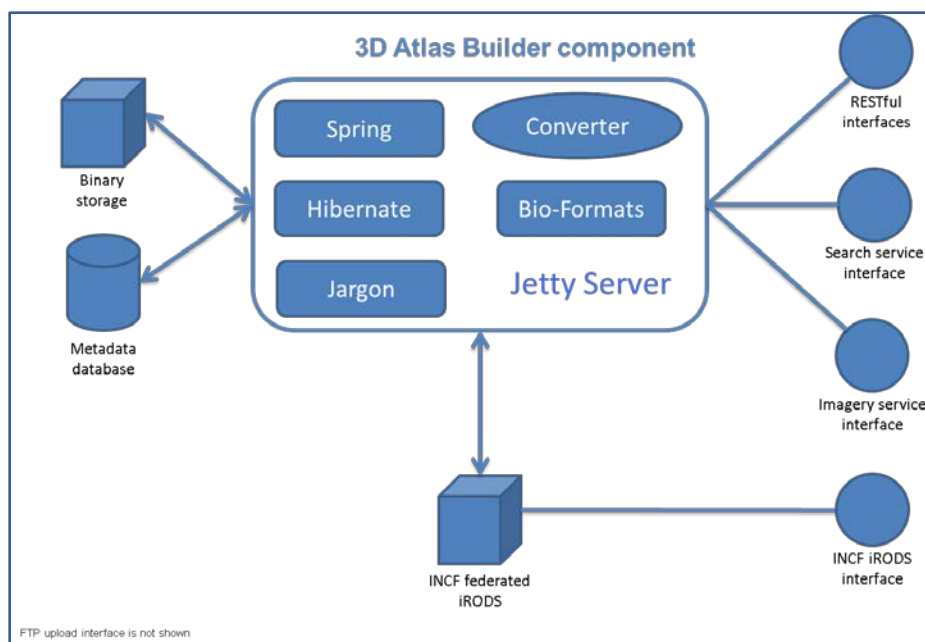 3D Atlas Builder component
Spring
Converter
Hibernate
Bio-Formats
Jargon
Jetty Server
Binary
storage
Metadata
database
RESTful
interfaces
Search service
interface
Imagery service
interface
INCF federated
iRODS
INCF iRODS
interface
FTP upload interface is not shown